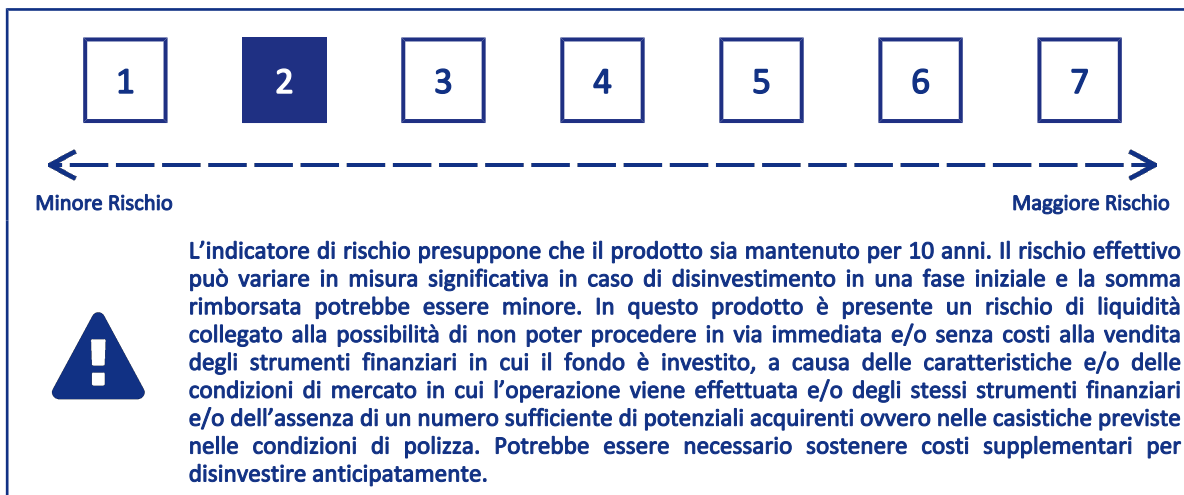 1 2 3 4 5 6 7
Minore Rischio Maggiore Rischio
L'indicatore di rischio presuppone che il prodotto sia mantenuto per 10 anni. Il rischio effettivo
può variare in misura significativa in caso di disinvestimento in una fase iniziale e la somma
rimborsata potrebbe essere minore. In questo prodotto è presente un rischio di liquidità
collegato alla possibilità di non poter procedere in via immediata e/o senza costi alla vendita
degli strumenti finanziari in cui il fondo è investito, a causa delle caratteristiche e/o delle
condizioni di mercato in cui l'operazione viene effettuata e/o degli stessi strumenti finanziari
e/o dell'assenza di un numero sufficiente di potenziali acquirenti ovvero nelle casistiche previste
nelle condizioni di polizza. Potrebbe essere necessario sostenere costi supplementari per
disinvestire anticipatamente.